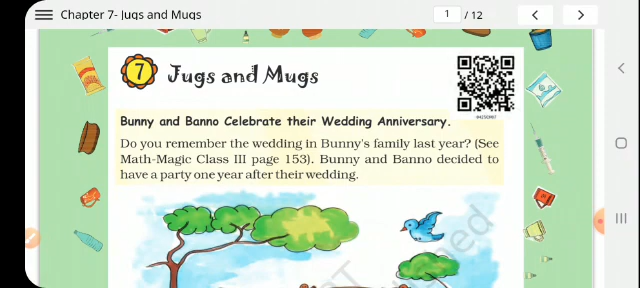 Chapter 7- Jugs and Mugs
1 / 12
7 Jugs and Mugs
Bunny and Banno Celebrate their Wedding Anniversary.
Do you remember the wedding in Bunny's family last year? (See
Math-Magic Class III page 153). Bunny and Banno decided to
have a party one year after their wedding.